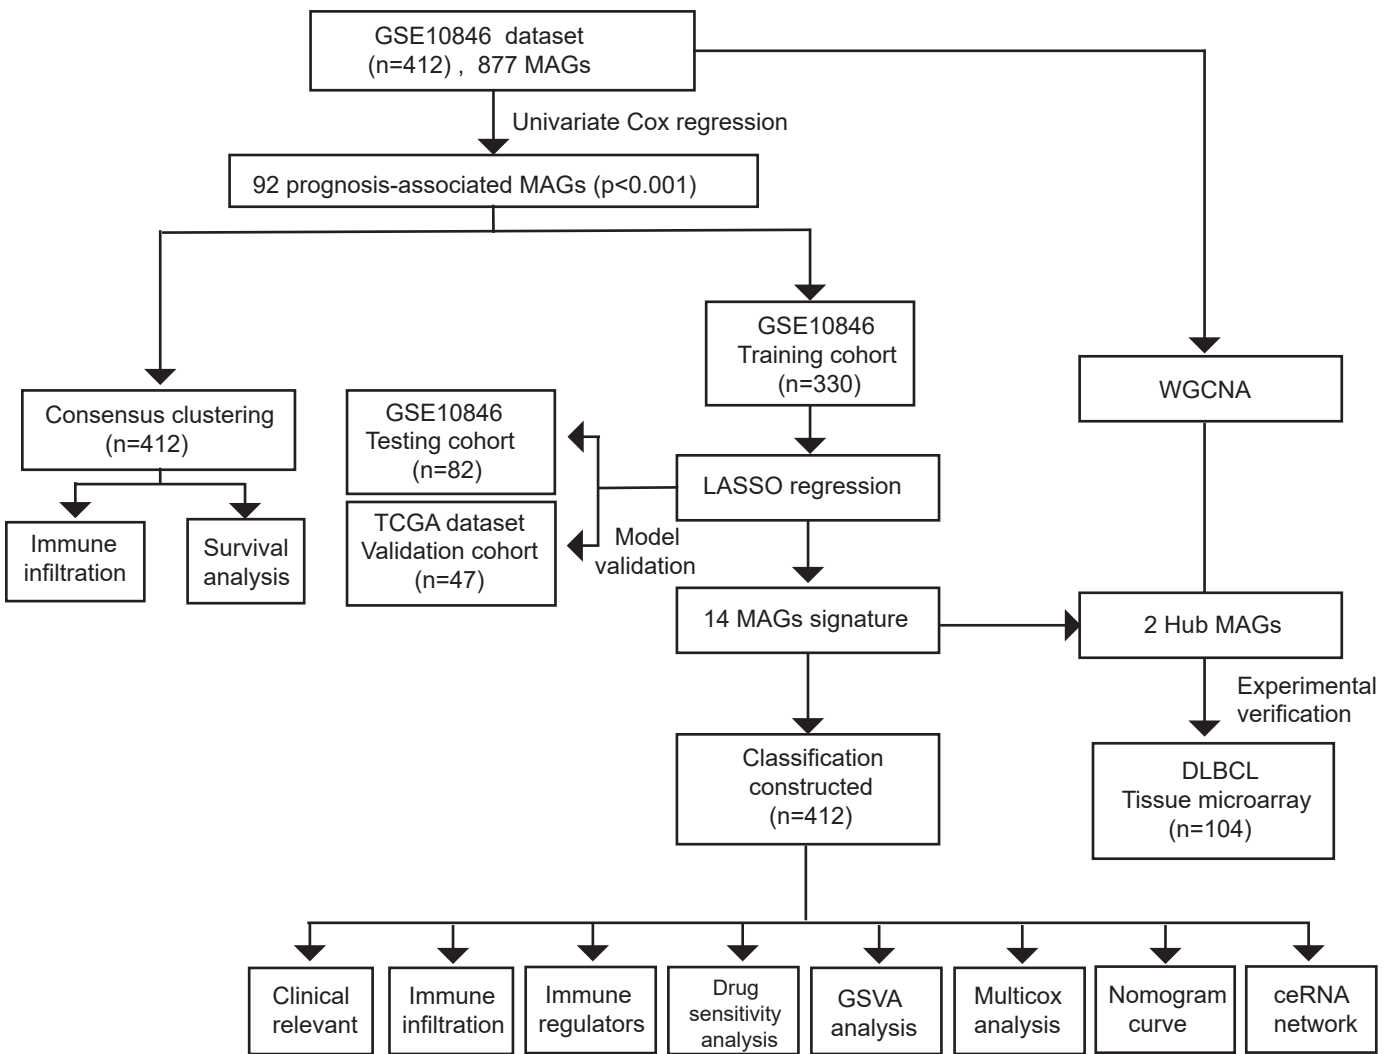 GSE10846 dataset
(n=412) , 877 MAGs
Univariate Cox regression
92 prognosis-associated MAGs (p<0.001)
GSE10846
Training cohort
(n=330)
WGCNA
Consensus clustering
(n=412)
GSE10846
Testing cohort
(n=82)
LASSO regression
TCGA dataset
Validation cohort
(n=47)
Model
validation
Immune
infiltration
Survival
analysis
14 MAGs signature
2 Hub MAGs
Experimental
verification
Classification
constructed
(n=412)
DLBCL
Tissue microarray
(n=104)
Clinical
relevant
Immune
infiltration
Immune
regulators
Drug
sensitivity
analysis
GSVA
analysis
Multicox
analysis
Nomogram
curve
ceRNA
network